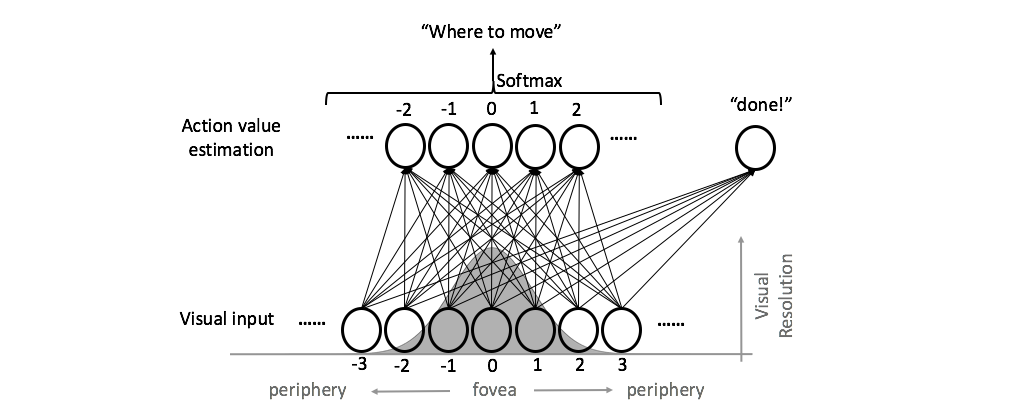 “Where to move”
Softmax
“done!”
-2 -1 0 1 2
Action value
estimation
...... ......
Visual
Resolution
Visual input ...... ......
-3 -2 -1 0 1 2 3
periphery fovea periphery